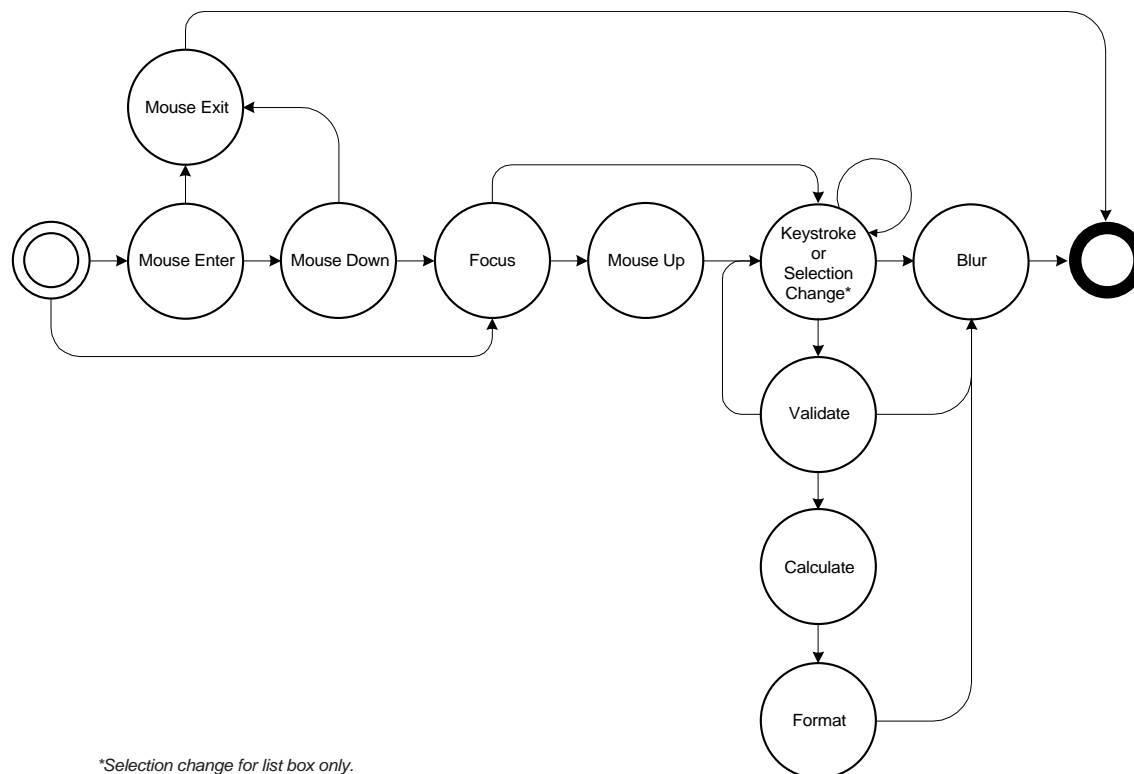 Mouse Exit
Mouse Enter
Mouse Down
Focus
Mouse Up
Keystroke
or
Selection
Change*
Blur
Validate
Calculate
Format
*Selection change for list box only.